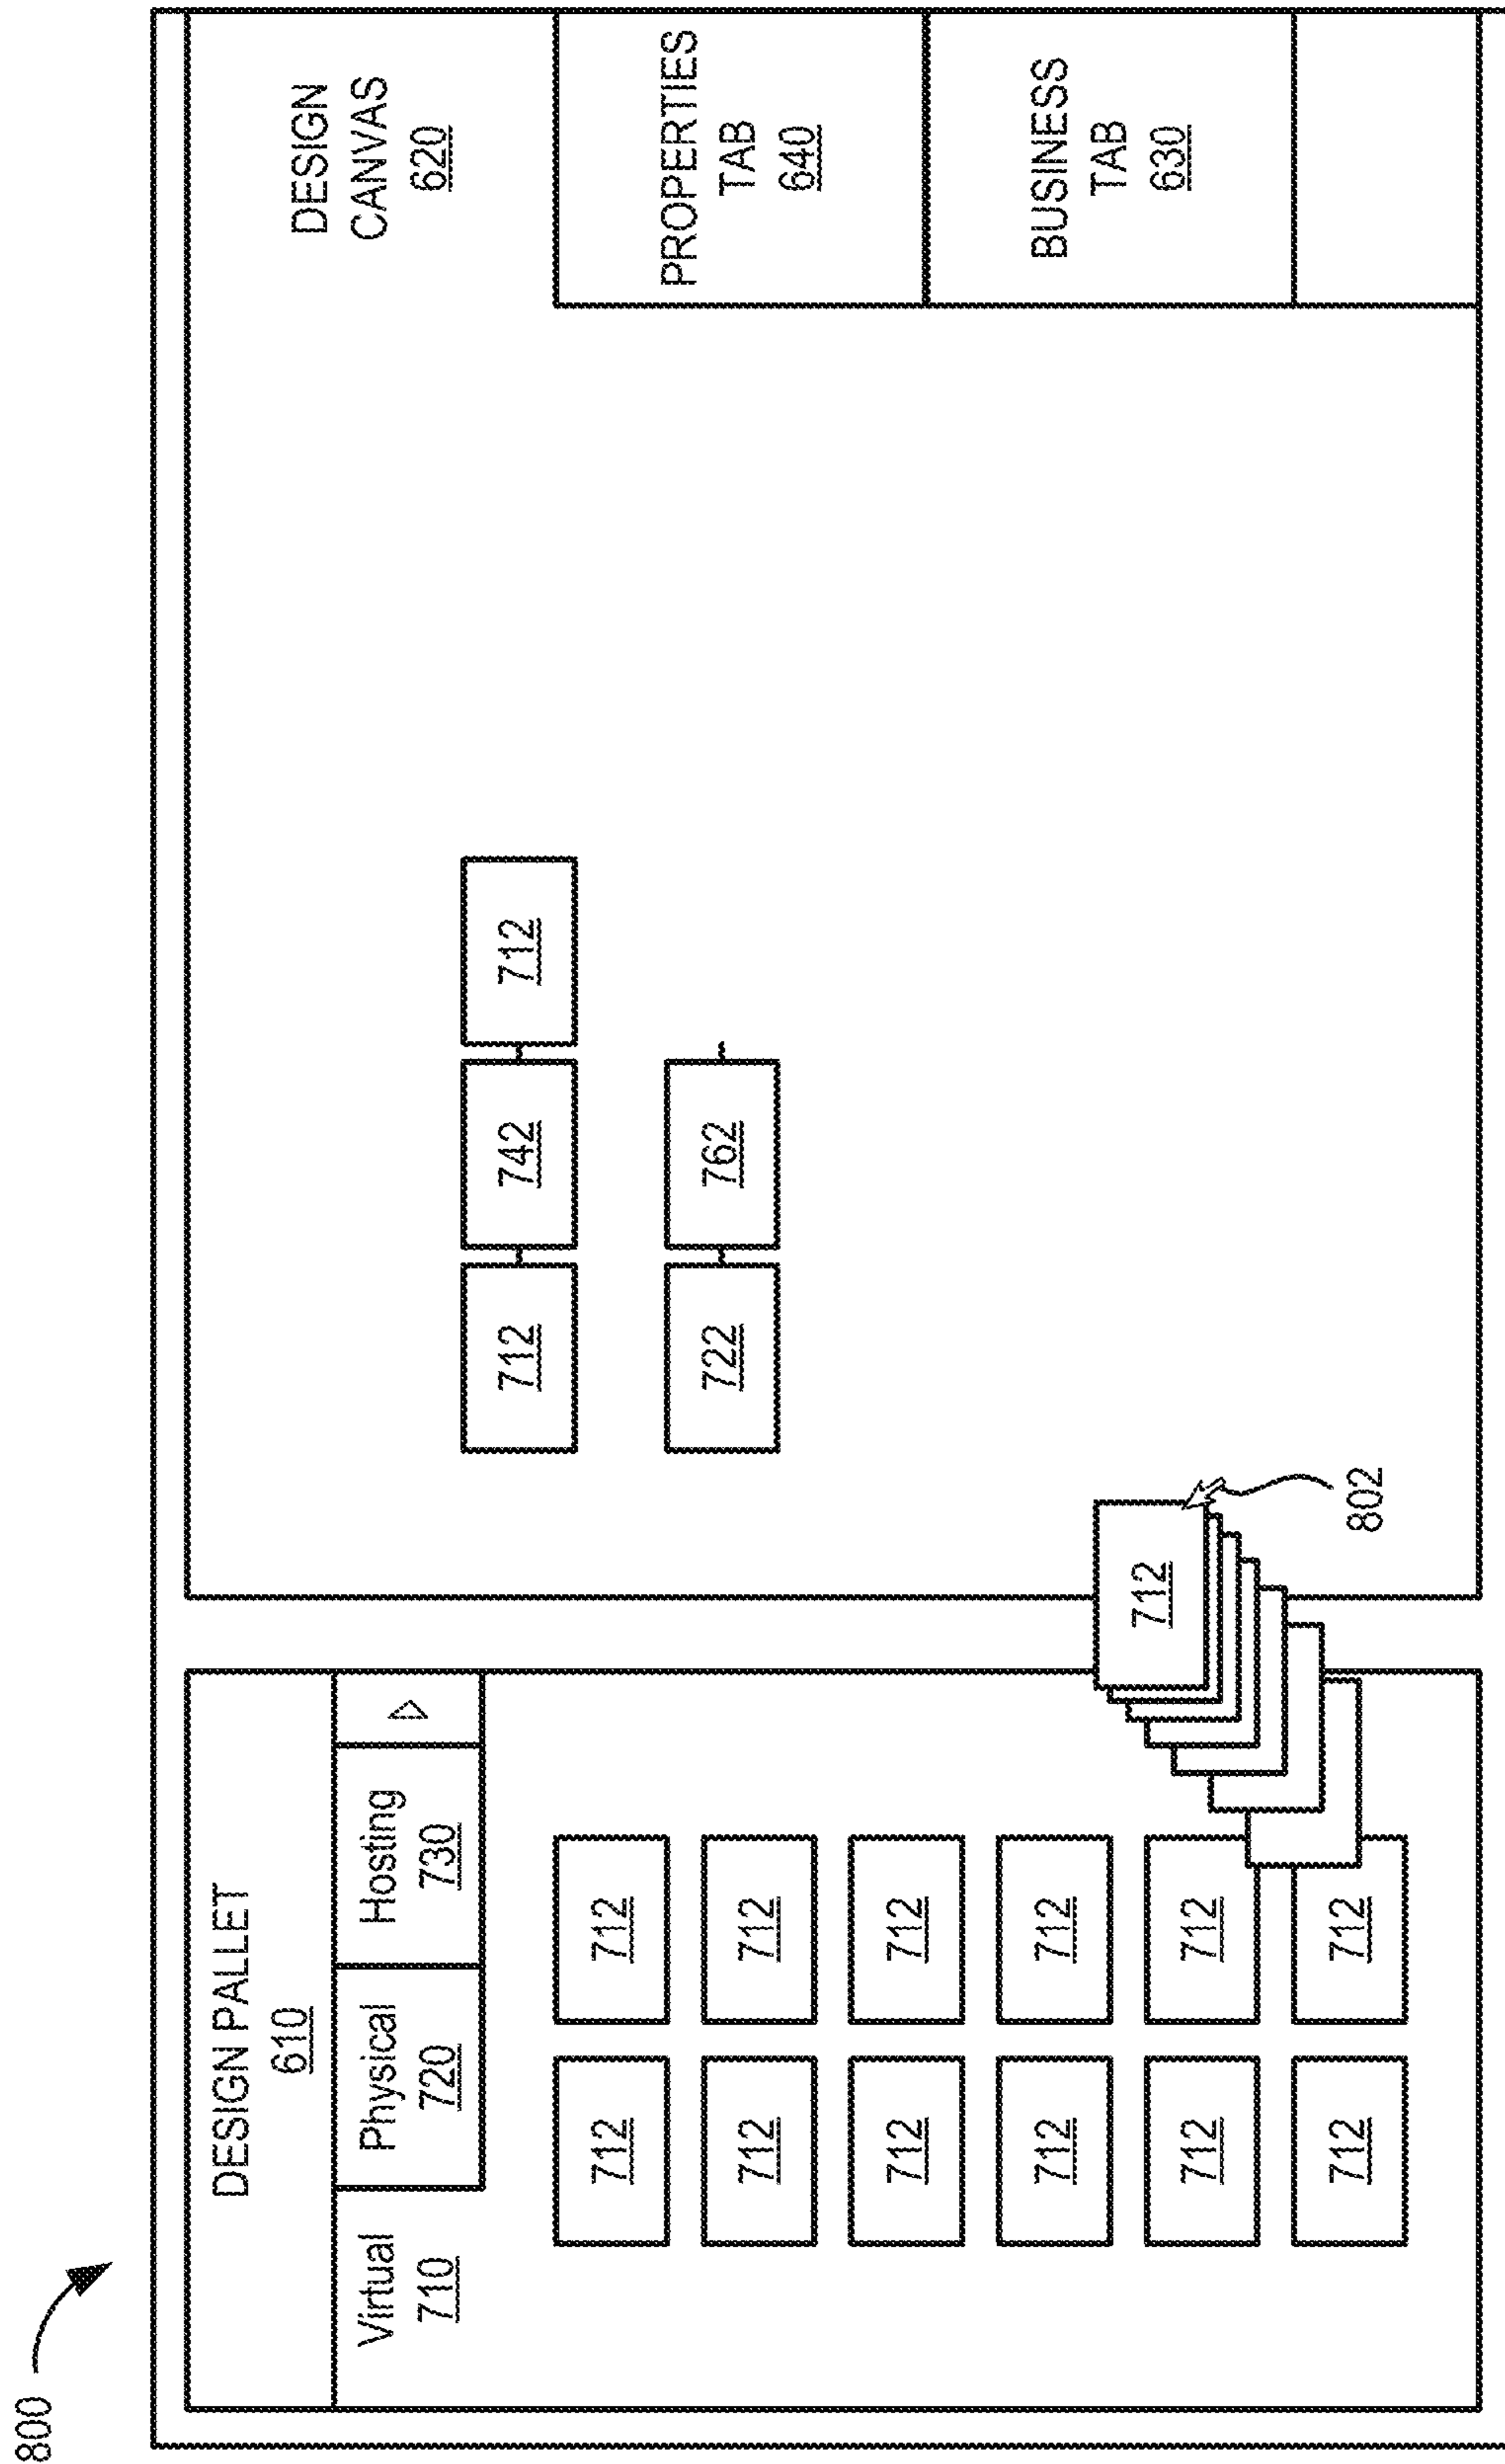 800
DESIGN PALLET
610
Virtual
710
Physical
720
Hosting
730
712
712
712
712
712
712
712
712
712
712
712
712
712
802
DESIGN
CANVAS
620
712
742
712
722
762
PROPERTIES
TAB
640
BUSINESS
TAB
630